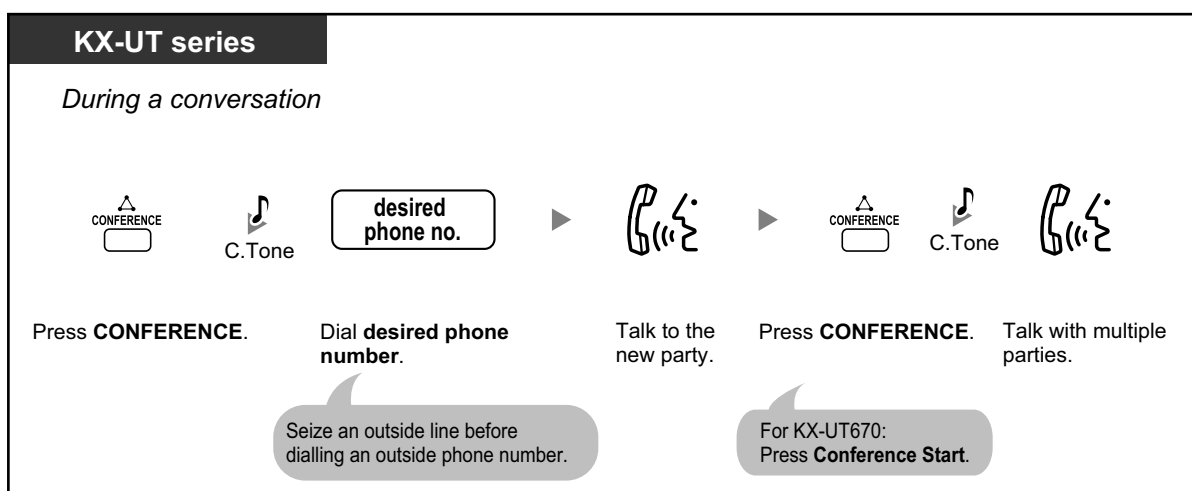 KX-UT series
During a conversation
CONFERENCE
C.Tone
desired
phone no.
CONFERENCE
C.Tone
Press CONFERENCE.
Dial desired phone
number.
Talk to the
new party.
Press CONFERENCE.
Talk with multiple
parties.
Seize an outside line before
dialling an outside phone number.
For KX-UT670:
Press Conference Start.